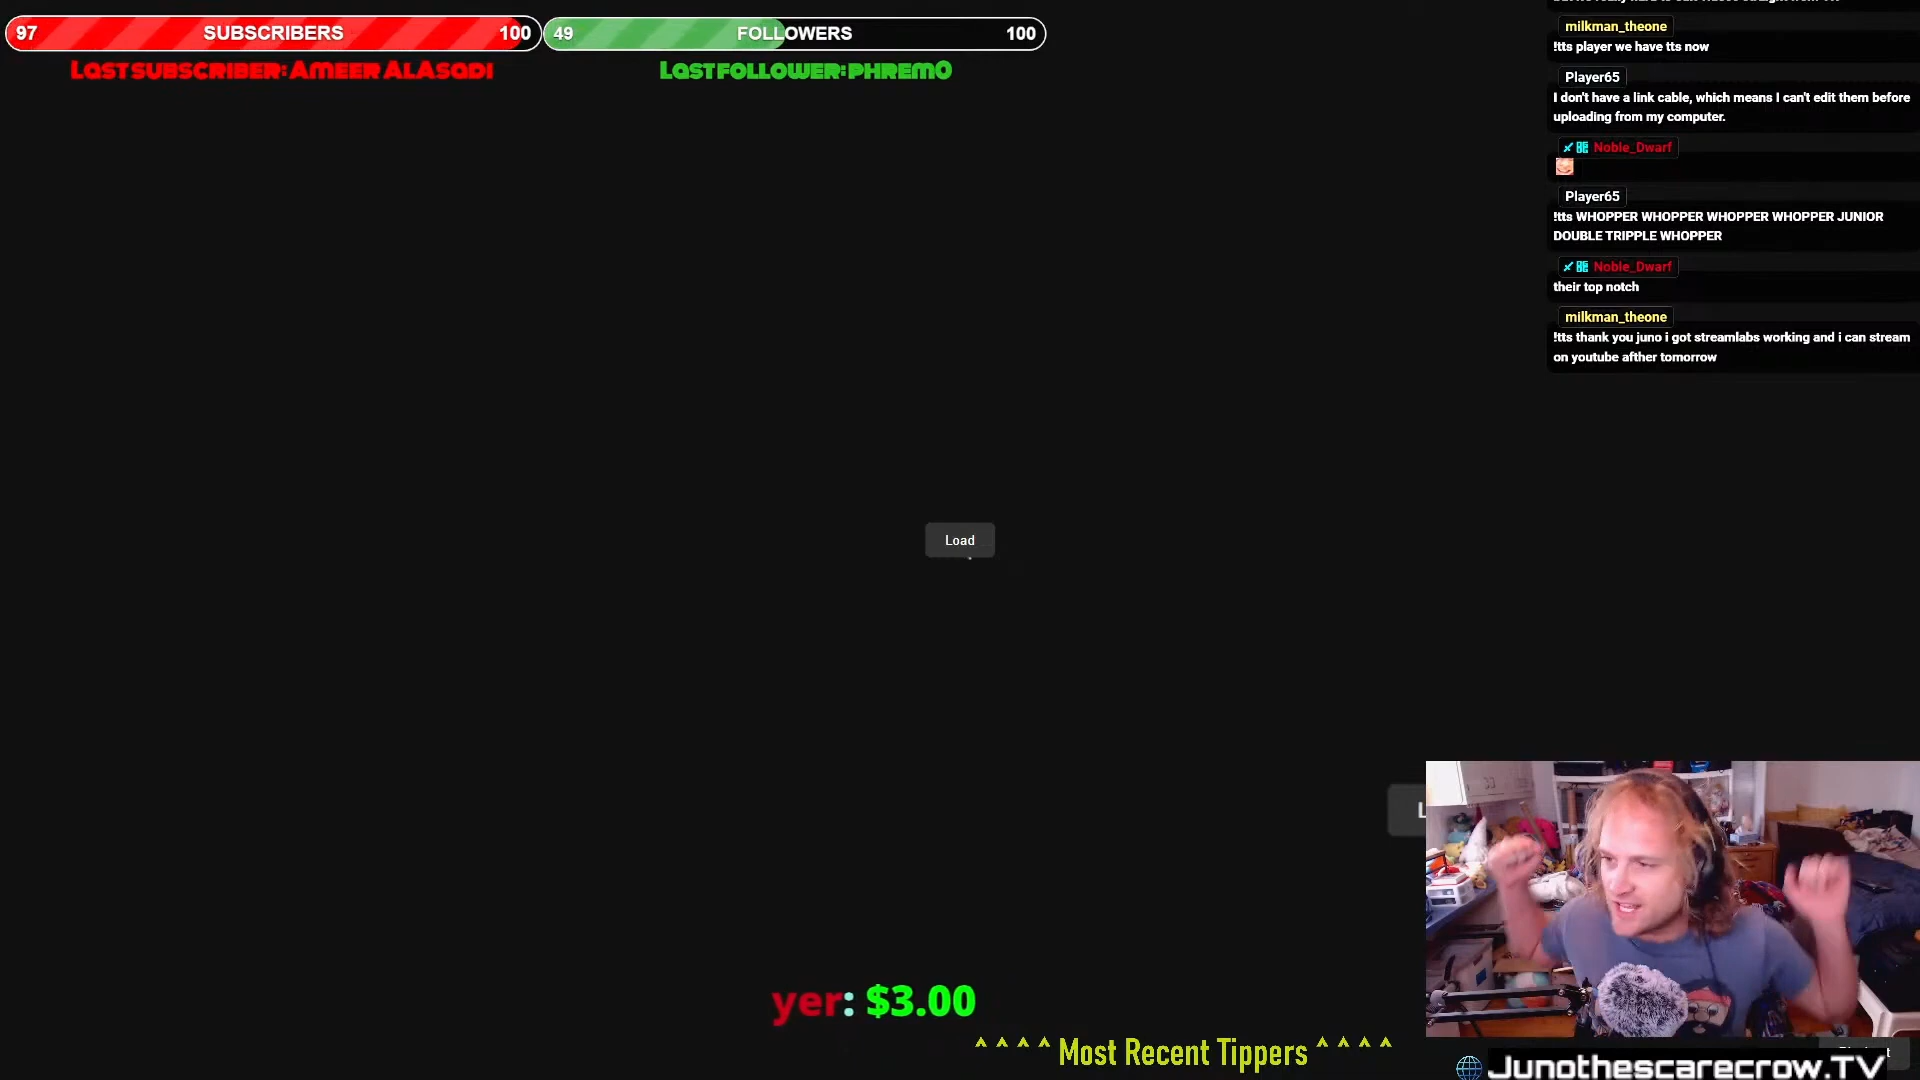 97 SUBSCRIBERS 100
49 FOLLOWERS 100
Last subscriber: Ameer AlAsadi
Last follower: phrem0
milkman_theone
!tts player we have tts now
Player65
I don't have a link cable, which means I can't edit them before
uploading from my computer.
Noble_Dwarf
Player65
!tts WHOPPER WHOPPER WHOPPER WHOPPER JUNIOR
DOUBLE TRIPPLE WHOPPER
Noble_Dwarf
their top notch
milkman_theone
!tts thank you juno i got streamlabs working and i can stream
on youtube afther tomorrow
Load
yer: $3.00
^ ^ ^ ^ Most Recent Tippers ^ ^ ^ ^
Junothescarecrow.TV